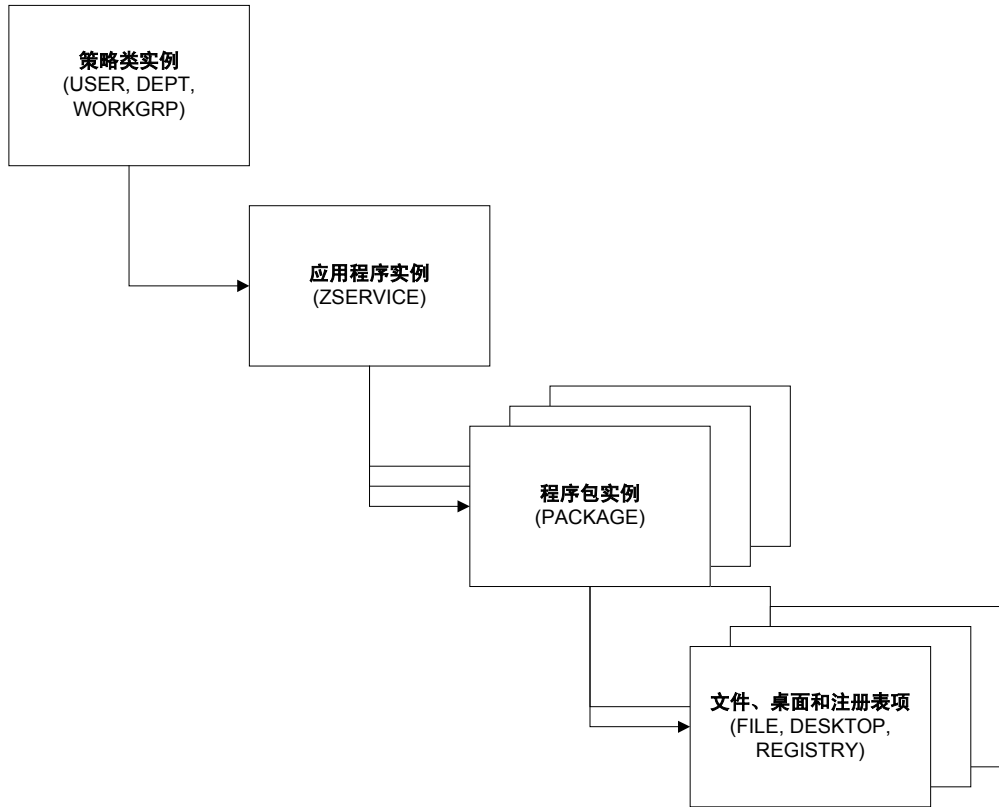 策略类实例
(USER, DEPT,
WORKGRP)
应用程序实例
(ZSERVICE)
程序包实例
(PACKAGE)
文件、桌面和注册表项
(FILE, DESKTOP,
REGISTRY)